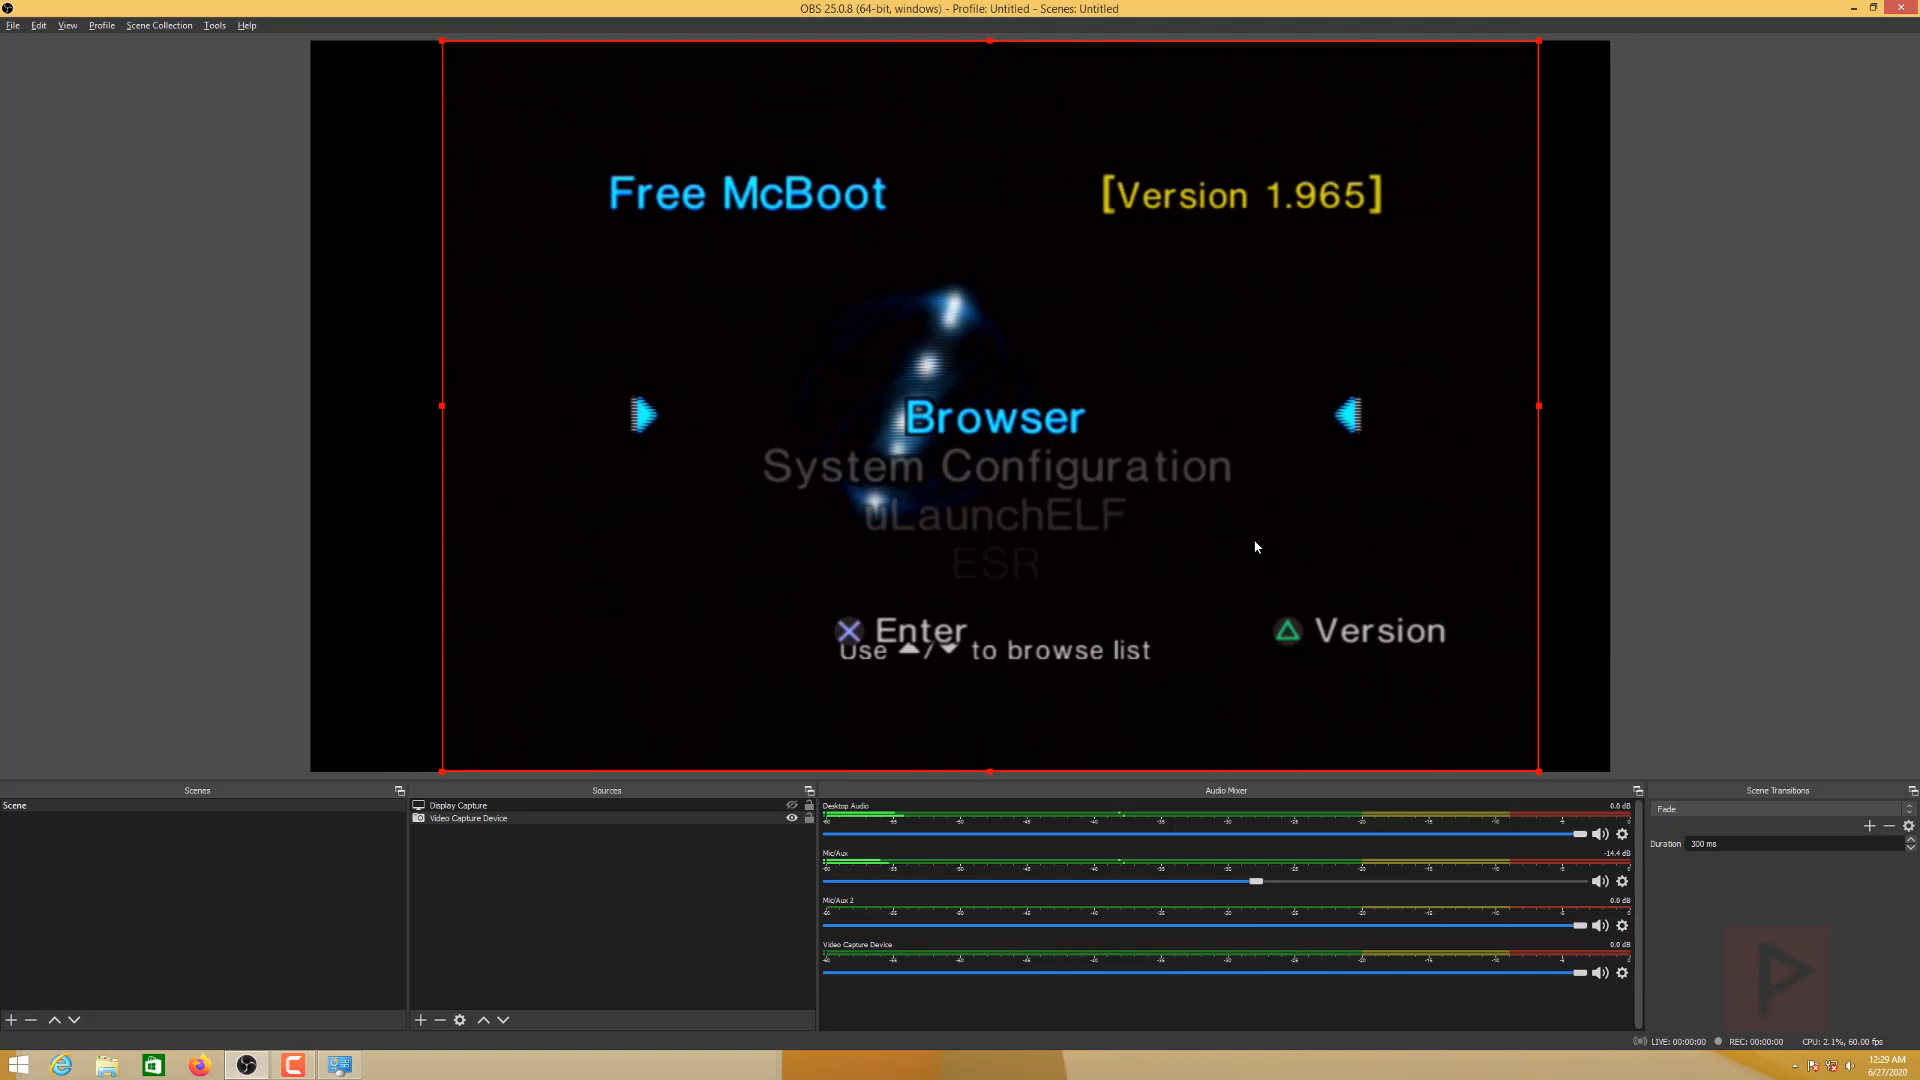 OBS 25.0.8 (64-bit, windows) - Profile: Untitled - Scenes: Untitled
File Edit View Profile Scene Collection Tools Help
Free McBoot [Version 1.965]
Browser
System Configuration
uLaunchELF
ESR
Enter Version
Use ▲/▼ to browse list
Scenes Sources Audio Mixer Scene Transitions
Scene
Display Capture
Video Capture Device
Desktop Audio 0.0 dB
Mic/Aux -14.4 dB
Mic/Aux 2 0.0 dB
Video Capture Device 0.0 dB
Fade
Duration 300 ms
LIVE: 00:00:00 REC: 00:00:00 CPU: 2.1%, 60.00 fps
12:29 AM
6/27/2020